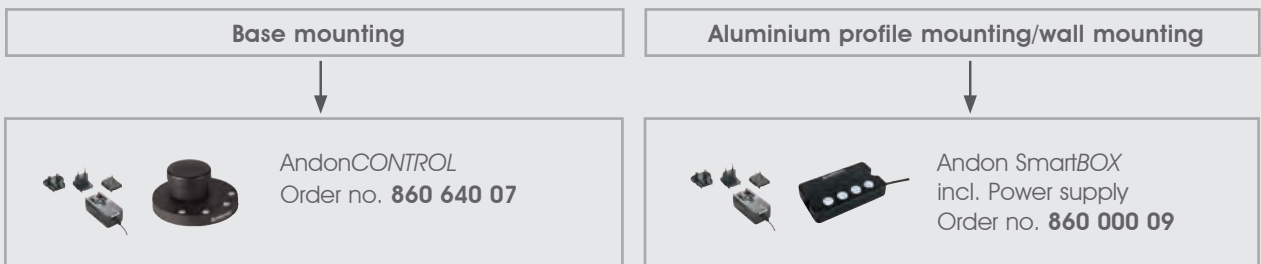 Base mounting
Aluminium profile mounting/wall mounting
AndonCONTROL
Order no. 860 640 07
Andon SmartBOX
incl. Power supply
Order no. 860 000 09